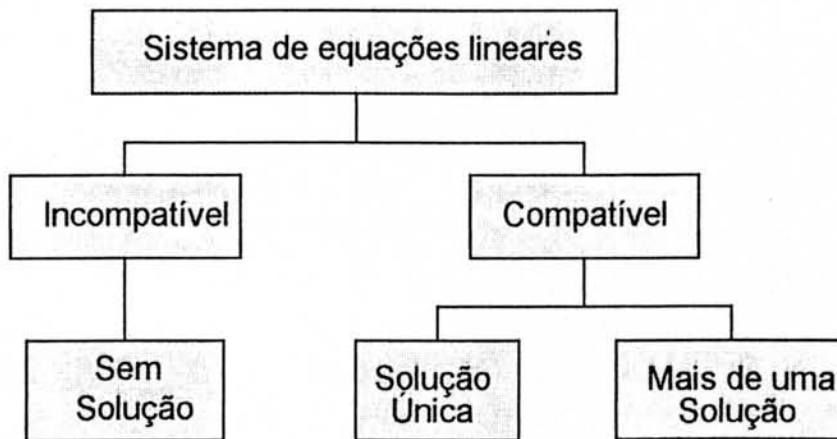 Sistema de equações lineares
Incompatível
Compatível
Sem
Solução
Solução
Única
Mais de uma
Solução